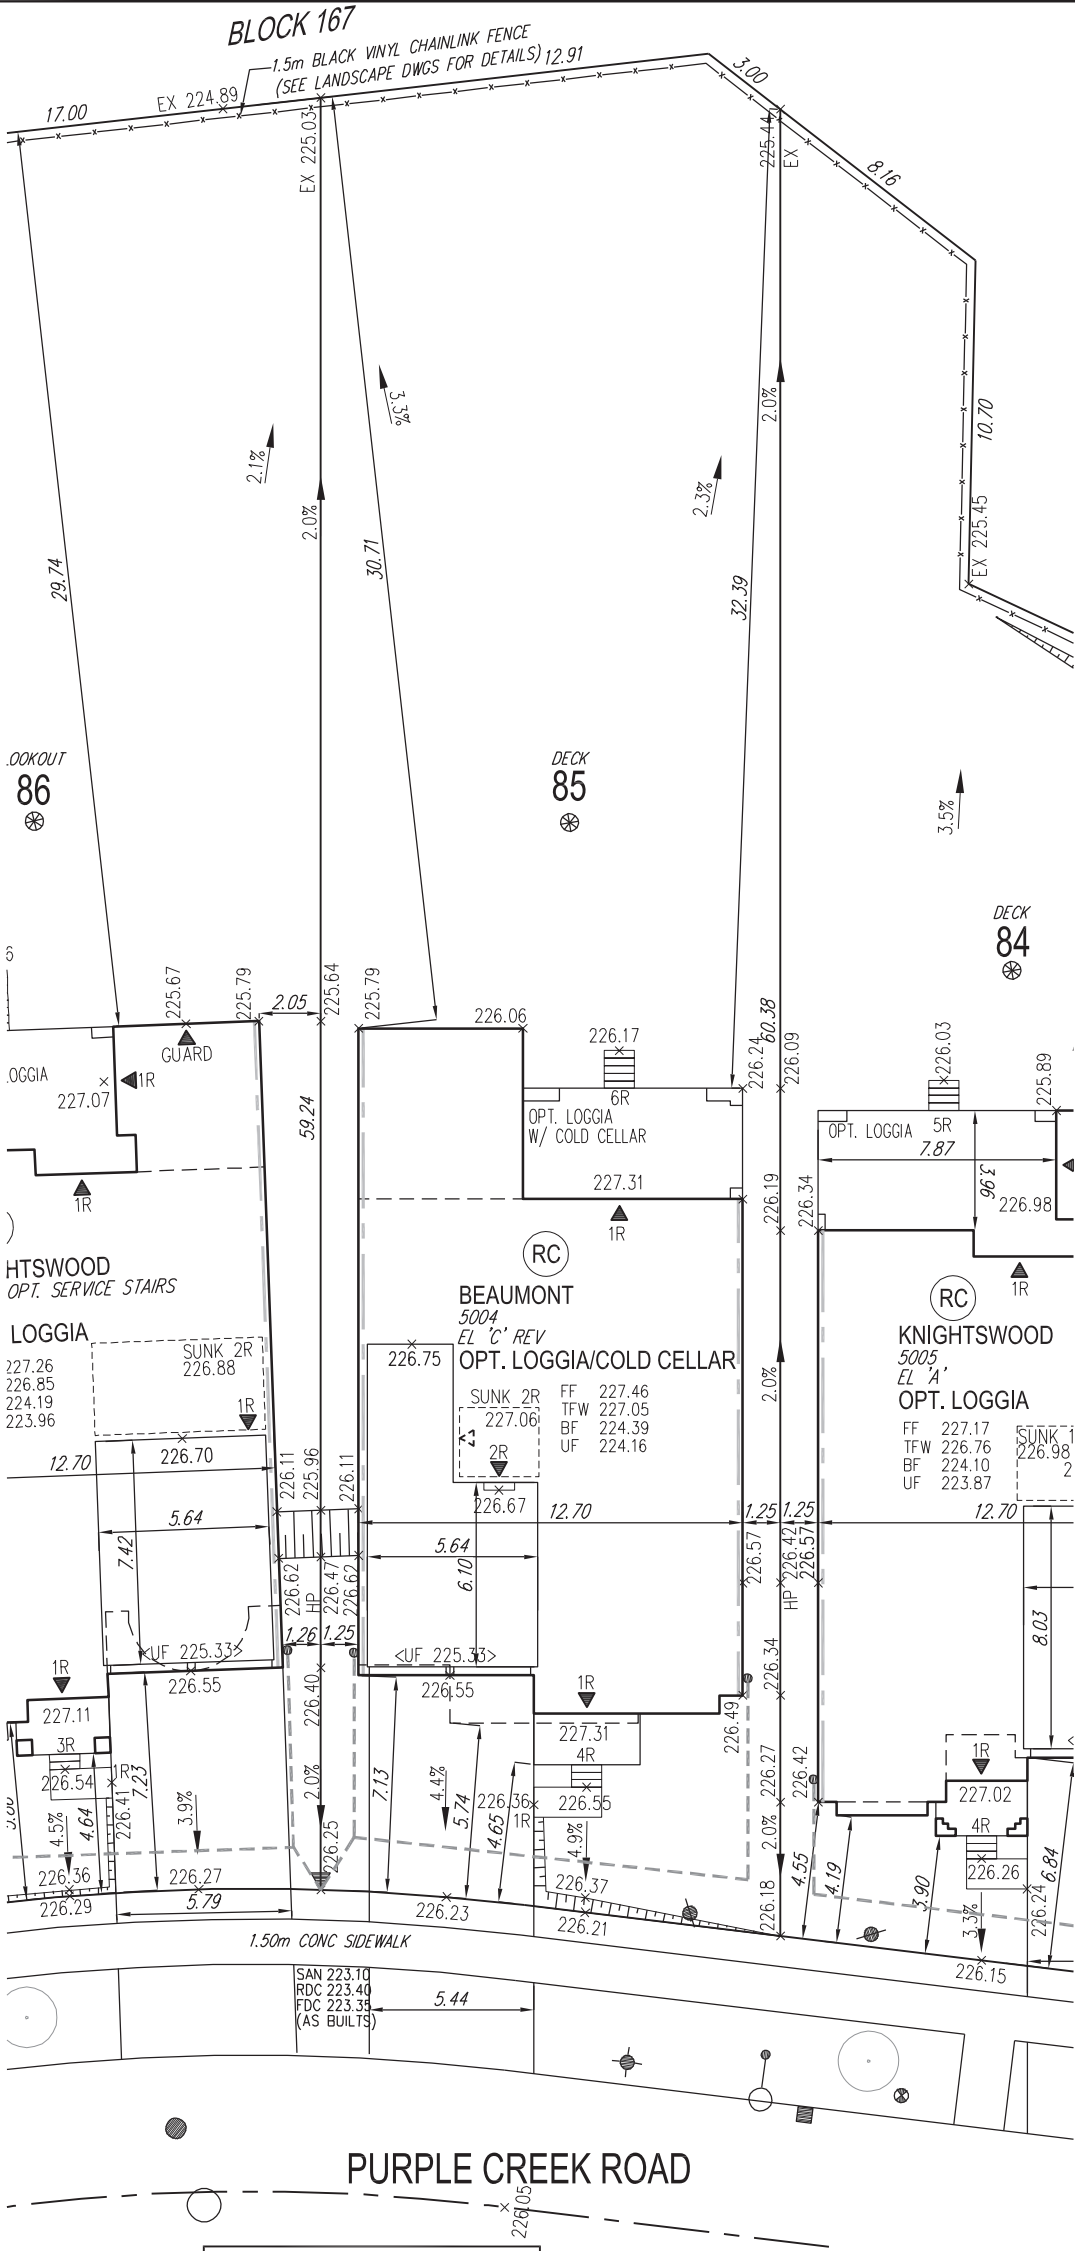 BLOCK 167
1.5m BLACK VINYL CHAINLINK FENCE
(SEE LANDSCAPE DWGS FOR DETAILS)
12.91
3.00
17.00
EX 224.89
EX 225.03
225.44
EX
8.16
3.3%
2.1%
2.0%
2.0%
2.3%
10.70
EX 225.45
29.74
30.71
32.39
.OOKOUT
86
DECK
85
3.5%
DECK
84
225.67
225.79
2.05
225.64
225.79
226.06
226.17
226.24
60.38
226.09
226.03
225.89
GUARD
OGGIA
1R
227.07
59.24
6R
OPT. LOGGIA
W/ COLD CELLAR
227.31
1R
1R
226.19
226.34
OPT. LOGGIA
5R
7.87
3.96
226.98
1R
HTSWOOD
OPT. SERVICE STAIRS
LOGGIA
227.26
226.85
224.19
223.96
SUNK 2R
226.88
1R
RC
BEAUMONT
5004
EL 'C' REV
OPT. LOGGIA/COLD CELLAR
226.75
SUNK 2R
227.06
2R
226.67
FF 227.46
TFW 227.05
BF 224.39
UF 224.16
2.0%
RC
KNIGHTSWOOD
5005
EL 'A'
OPT. LOGGIA
FF 227.17
TFW 226.76
BF 224.10
UF 223.87
SUNK 1
226.98
2
12.70
226.70
226.11
225.96
226.11
12.70
1.25
1.25
12.70
5.64
7.42
5.64
6.10
226.57
226.42
226.57
HP
8.03
226.62
HP
226.47
226.62
1.26
1.25
<UF 225.33>
226.55
<UF 225.33>
226.55
226.34
1R
227.11
3R
226.54
1R
226.41
7.23
3.9%
4.64
4.5%
226.40
2.0%
226.25
7.13
4.4%
5.74
4.65
1R
227.31
4R
226.55
226.36
1R
4.9%
226.49
226.27
2.0%
226.42
226.18
4.55
4.19
3.90
1R
227.02
4R
226.26
3.3%
226.24
6.84
226.36
226.29
226.27
5.79
226.23
226.37
226.21
226.15
1.50m CONC SIDEWALK
SAN 223.10
RDC 223.40
FDC 223.35
(AS BUILTS)
5.44
PURPLE CREEK ROAD
226.05